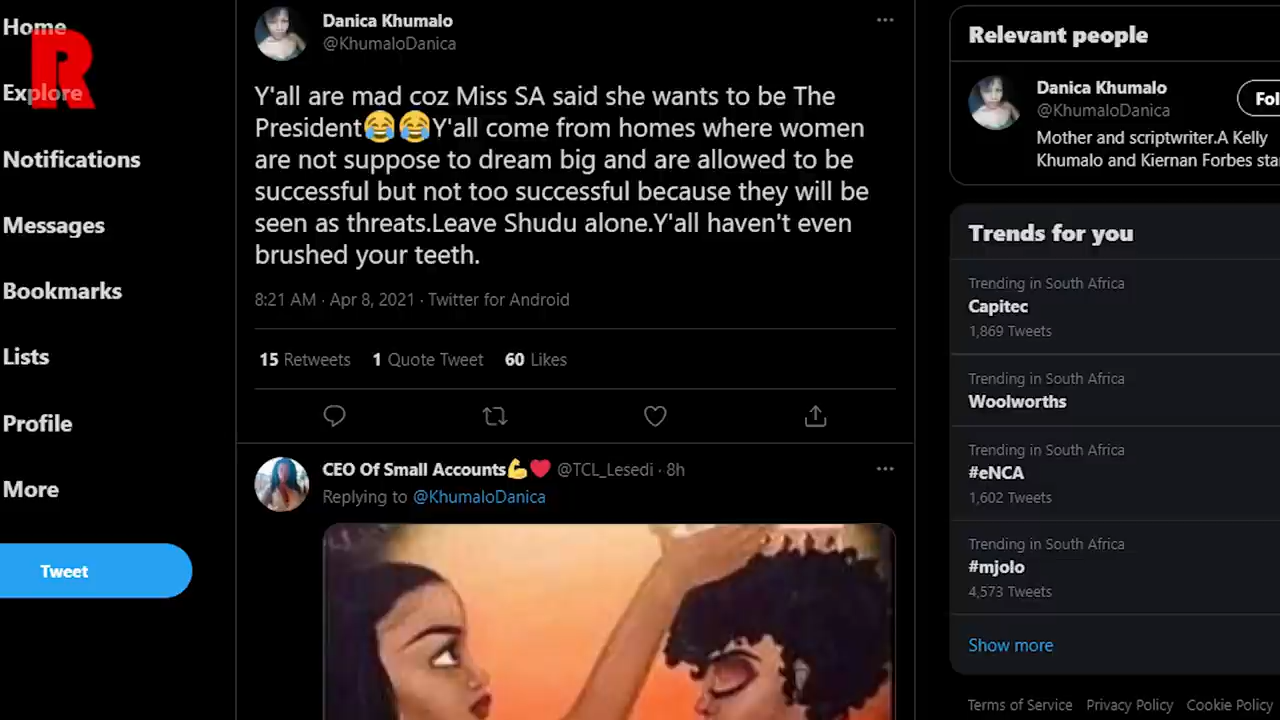 Home
R
Explore
Notifications
Messages
Bookmarks
Lists
Profile
More
Tweet
Danica Khumalo
@KhumaloDanica
Y'all are mad coz Miss SA said she wants to be The
President😂😂Y'all come from homes where women
are not suppose to dream big and are allowed to be
successful but not too successful because they will be
seen as threats.Leave Shudu alone.Y'all haven't even
brushed your teeth.
8:21 AM · Apr 8, 2021 · Twitter for Android
15 Retweets 1 Quote Tweet 60 Likes
CEO Of Small Accounts💪❤️ @TCL_Lesedi · 8h
Replying to @KhumaloDanica
Relevant people
Danica Khumalo
@KhumaloDanica
Fol
Mother and scriptwriter.A Kelly
Khumalo and Kiernan Forbes sta
Trends for you
Trending in South Africa
Capitec
1,869 Tweets
Trending in South Africa
Woolworths
Trending in South Africa
#eNCA
1,602 Tweets
Trending in South Africa
#mjolo
4,573 Tweets
Show more
Terms of Service Privacy Policy Cookie Policy